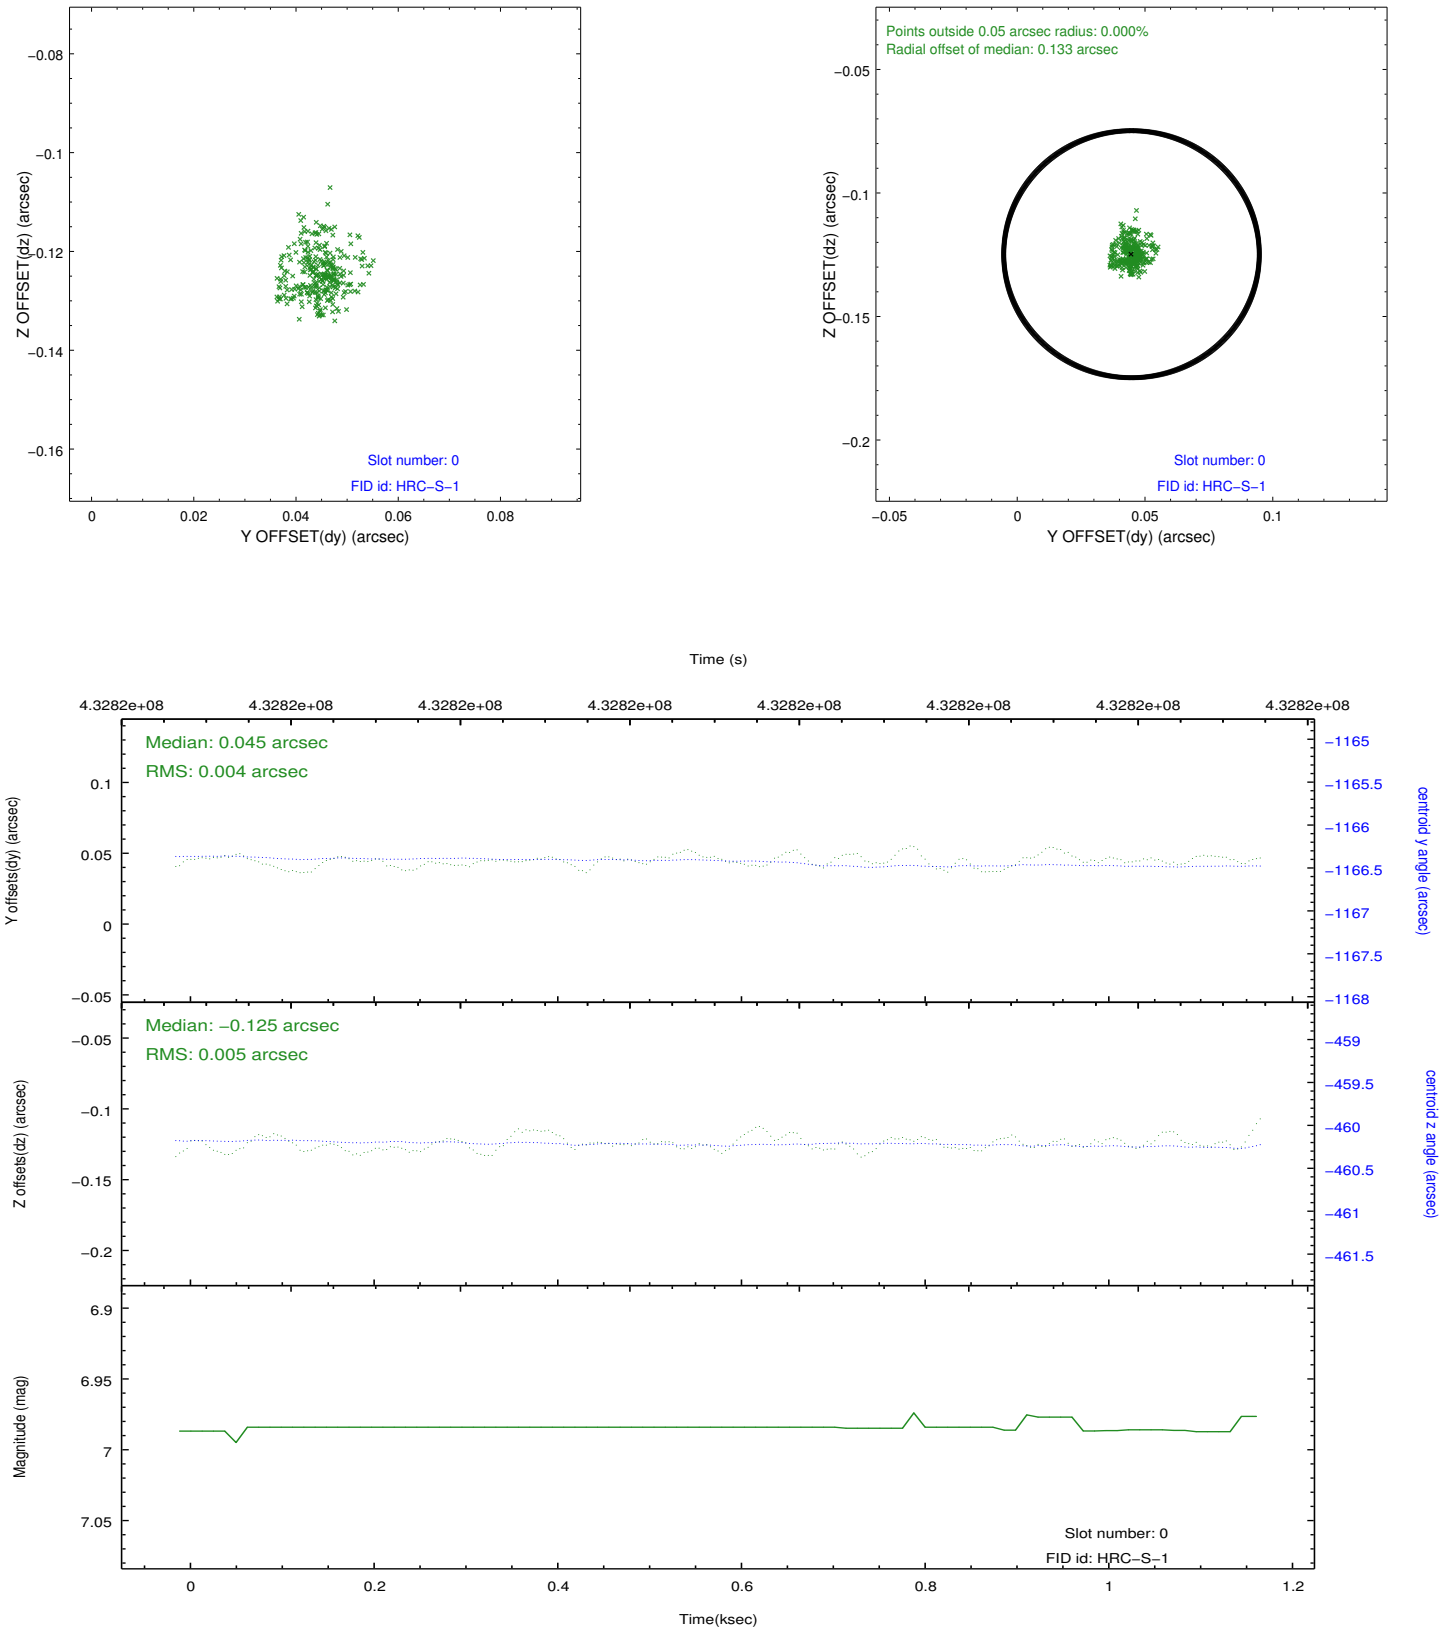 −0.08
−0.1
−0.12
−0.14
−0.16
Z OFFSET(dz) (arcsec)
Slot number: 0
FID id: HRC−S−1
0 0.02 0.04 0.06 0.08
Y OFFSET(dy) (arcsec)
Points outside 0.05 arcsec radius: 0.000%
Radial offset of median: 0.133 arcsec
−0.05
−0.1
−0.15
−0.2
Z OFFSET(dz) (arcsec)
Slot number: 0
FID id: HRC−S−1
−0.05 0 0.05 0.1
Y OFFSET(dy) (arcsec)
Time (s)
4.3282e+08 4.3282e+08 4.3282e+08 4.3282e+08 4.3282e+08 4.3282e+08 4.3282e+08 4.3282e+08
Median: 0.045 arcsec
RMS: 0.004 arcsec
0.1
0.05
0
−0.05
Y offsets(dy) (arcsec)
−1165
−1165.5
−1166
−1166.5
−1167
−1167.5
−1168
centroid y angle (arcsec)
Median: −0.125 arcsec
RMS: 0.005 arcsec
−0.05
−0.1
−0.15
−0.2
Z offsets(dz) (arcsec)
−459
−459.5
−460
−460.5
−461
−461.5
centroid z angle (arcsec)
6.9
6.95
7
7.05
Magnitude (mag)
Slot number: 0
FID id: HRC−S−1
0 0.2 0.4 0.6 0.8 1 1.2
Time(ksec)